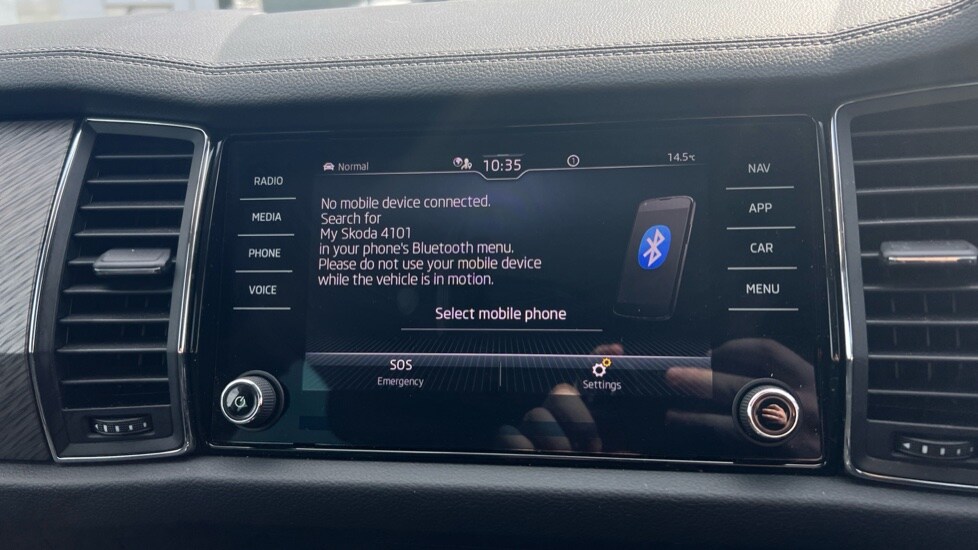 Normal
10:35
1
14.5°C
RADIO
MEDIA
PHONE
VOICE
No mobile device connected.
Search for
My Skoda 4101
in your phone's Bluetooth menu.
Please do not use your mobile device
while the vehicle is in motion.
Select mobile phone
SOS
Emergency
Settings
NAV
APP
CAR
MENU